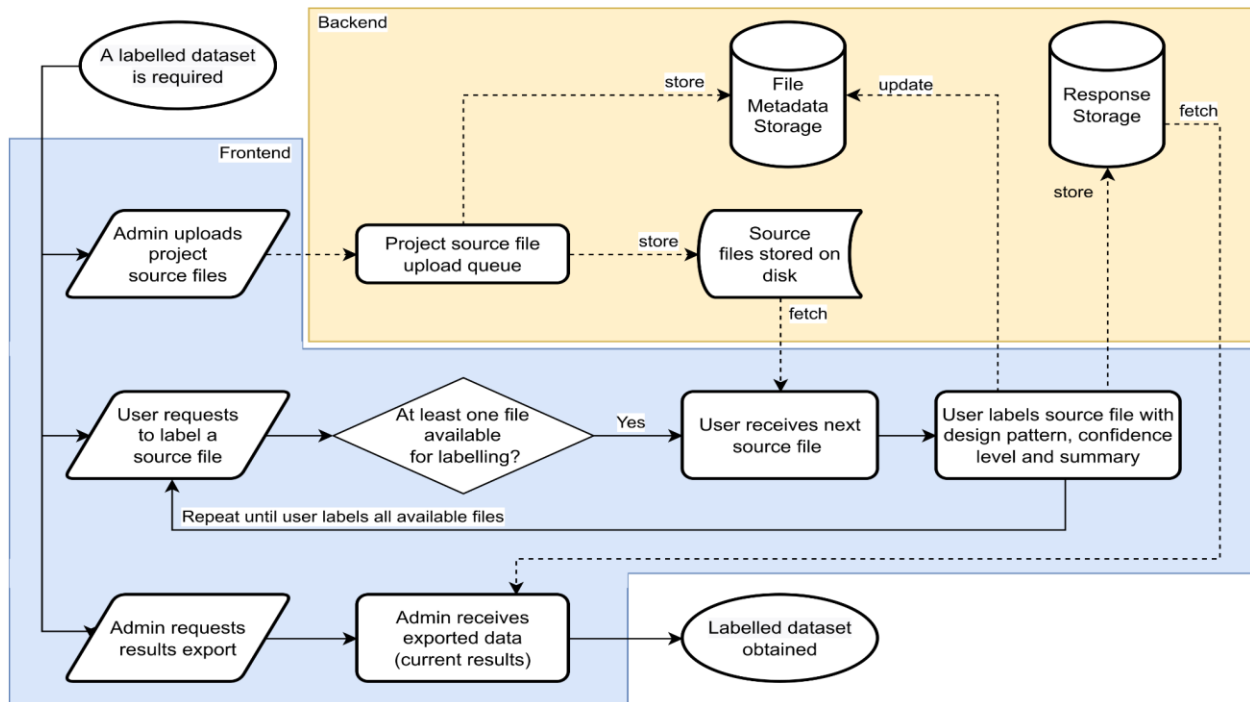 Backend
A labelled dataset
is required
File
Metadata
Storage
Response
Storage
store
update
fetch
Frontend
store
Admin uploads
project
source files
Project source file
upload queue
store
Source
files stored on
disk
fetch
User requests
to label a
source file
At least one file
available
for labelling?
Yes
User receives next
source file
User labels source file with
design pattern, confidence
level and summary
Repeat until user labels all available files
Admin requests
results export
Admin receives
exported data
(current results)
Labelled dataset
obtained